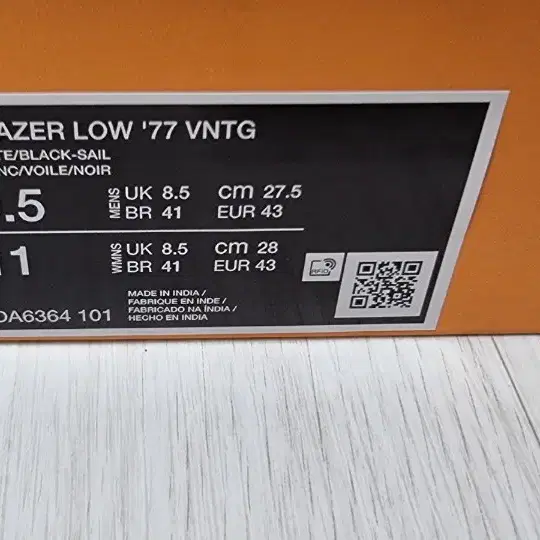 AZER LOW '77 VNTG
TE/BLACK-SAIL
NC/VOILE/NOIR
.5 MENS UK 8.5 CM 27.5
BR 41 EUR 43
11 WMNS UK 8.5 CM 28
BR 41 EUR 43
RFID
MADE IN INDIA /
FABRIQUE EN INDE /
FABRICADO NA ÍNDIA /
HECHO EN INDIA
DA6364 101